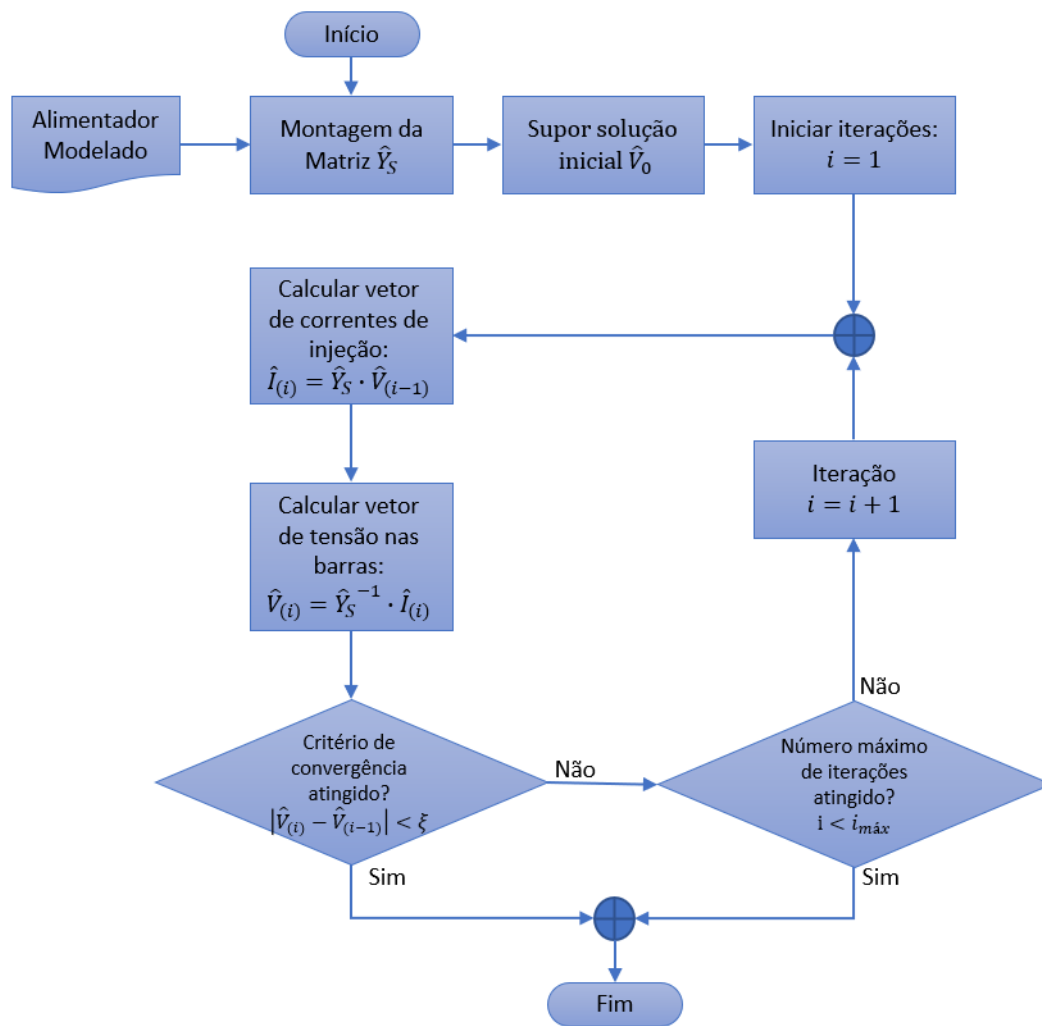 Início
Alimentador
Modelado
Montagem da
Matriz Ŷ_S
Supor solução
inicial V̂_0
Iniciar iterações:
i = 1
Calcular vetor
de correntes de
injeção:
Î_(i) = Ŷ_S · V̂_(i−1)
Calcular vetor
de tensão nas
barras:
V̂_(i) = Ŷ_S⁻¹ · Î_(i)
Iteração
i = i + 1
Critério de
convergência
atingido?
|V̂_(i) − V̂_(i−1)| < ξ
Não
Sim
Número máximo
de iterações
atingido?
i < i_máx
Não
Sim
Fim